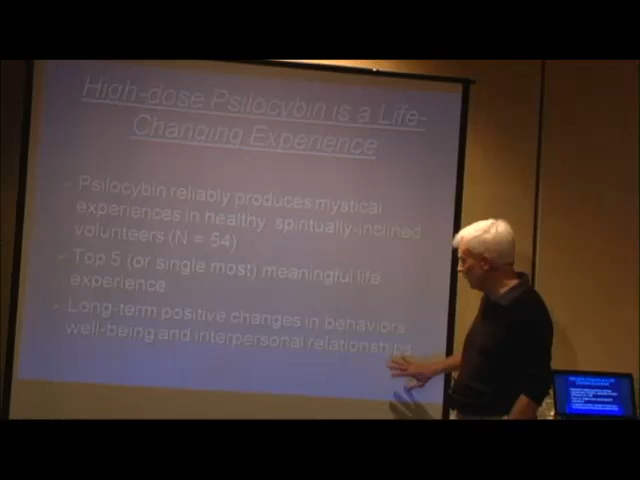 High-dose Psilocybin is a Life-
Changing Experience
Psilocybin reliably produces mystical
experiences in healthy, spiritually-inclined
volunteers (N = 54)
Top 5 (or single most) meaningful life
experience
Long-term positive changes in behaviors
well-being and interpersonal relationships